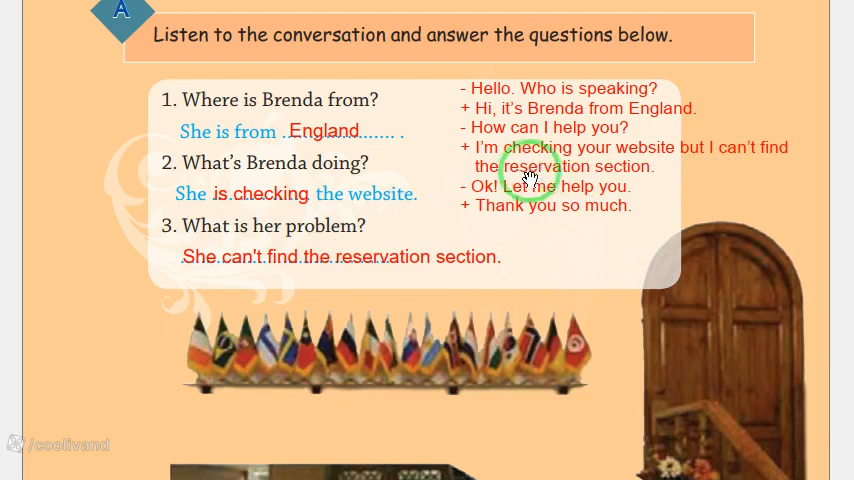 A
Listen to the conversation and answer the questions below.
1. Where is Brenda from?
She is from ...England...... .
2. What's Brenda doing?
She is checking the website.
3. What is her problem?
She can't find the reservation section.
- Hello. Who is speaking?
+ Hi, it’s Brenda from England.
- How can I help you?
+ I’m checking your website but I can’t find
the reservation section.
- Ok! Let me help you.
+ Thank you so much.
/coolivand